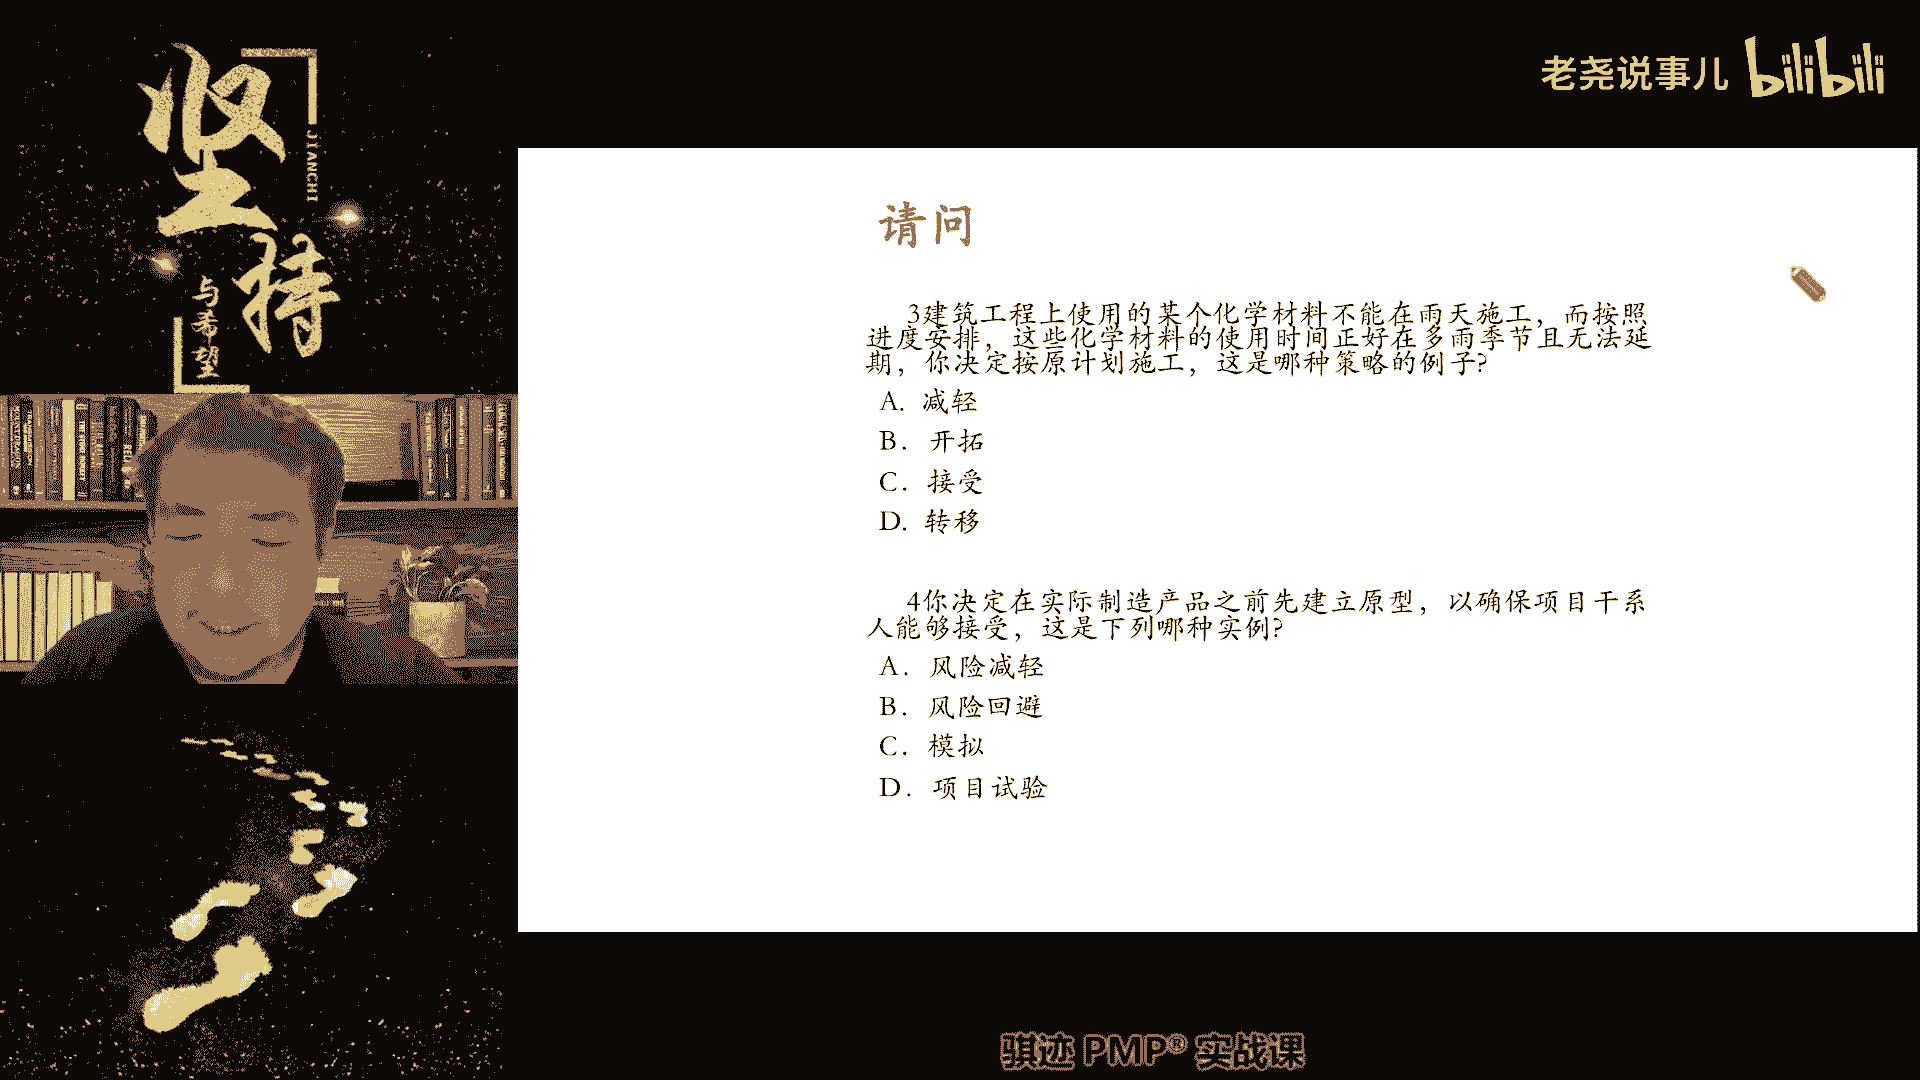 坚持
JIANCHI
与希望
老尧说事儿 bilibili
请问
3建筑工程上使用的某个化学材料不能在雨天施工，而按照
进度安排，这些化学材料的使用时间正好在多雨季节且无法延
期，你决定按原计划施工，这是哪种策略的例子?
A. 减轻
B. 开拓
C. 接受
D. 转移
4你决定在实际制造产品之前先建立原型，以确保项目干系
人能够接受，这是下列哪种实例?
A. 风险减轻
B. 风险回避
C. 模拟
D. 项目试验
骐迹 PMP® 实战课